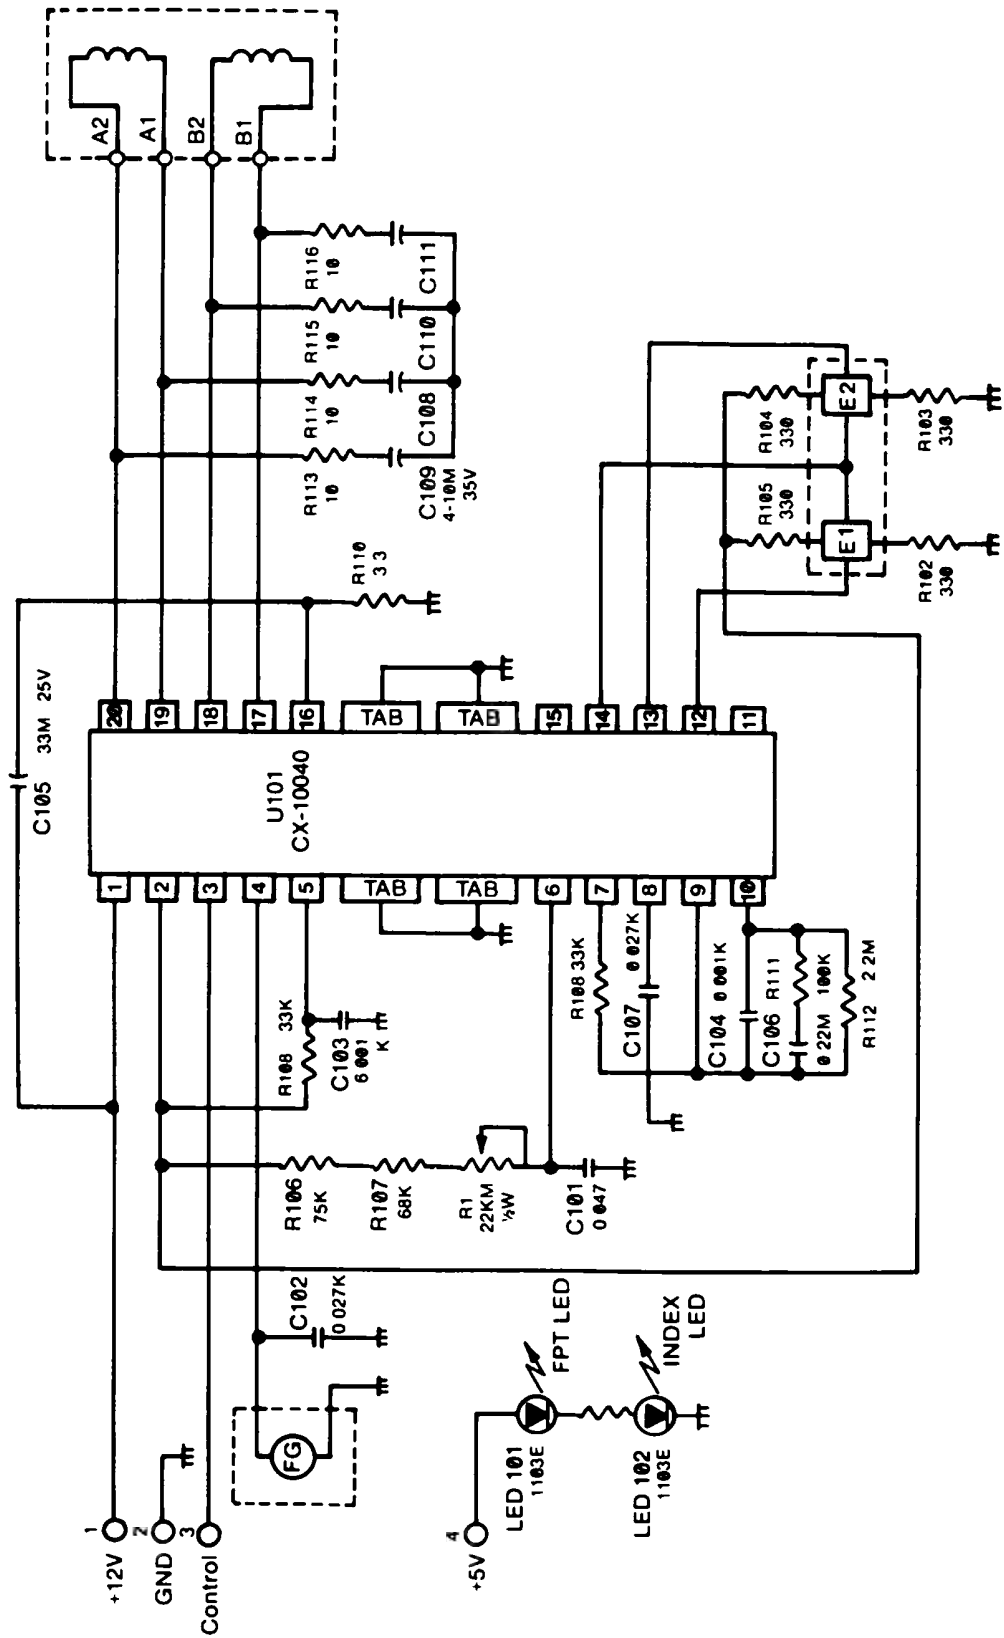 A2
A1
B2
B1
R116
10
C111
R115
10
C110
R114
10
C108
R113
10
C109
4-10M
35V
R110
3 3
R104
330
E2
R103
330
R105
330
E1
R102
330
C105 33M 25V
20
19
18
17
16
TAB
TAB
15
14
13
12
11
U101
CX-10040
1
2
3
4
5
TAB
TAB
6
7
8
9
10
R108 33K
C103
6 001
K
R108 33K
C107 0 027K
C104 0 001K
C106 R111
0 22M 100K
R112 2 2M
R106
75K
R107
68K
R1
22KM
½W
C101
0 047
C102
0 027K
FG
FPT LED
LED 101
1103E
INDEX
LED
LED 102
1103E
1
+12V
2
GND
3
Control
4
+5V